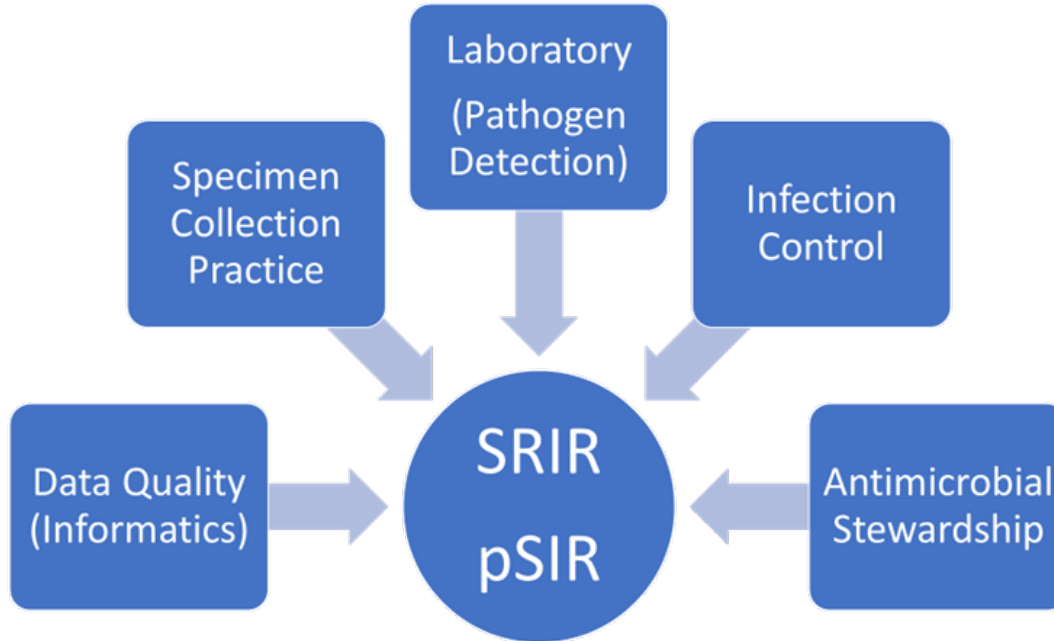 Laboratory
(Pathogen
Detection)
Specimen
Collection
Practice
Infection
Control
Data Quality
(Informatics)
SRIR
pSIR
Antimicrobial
Stewardship